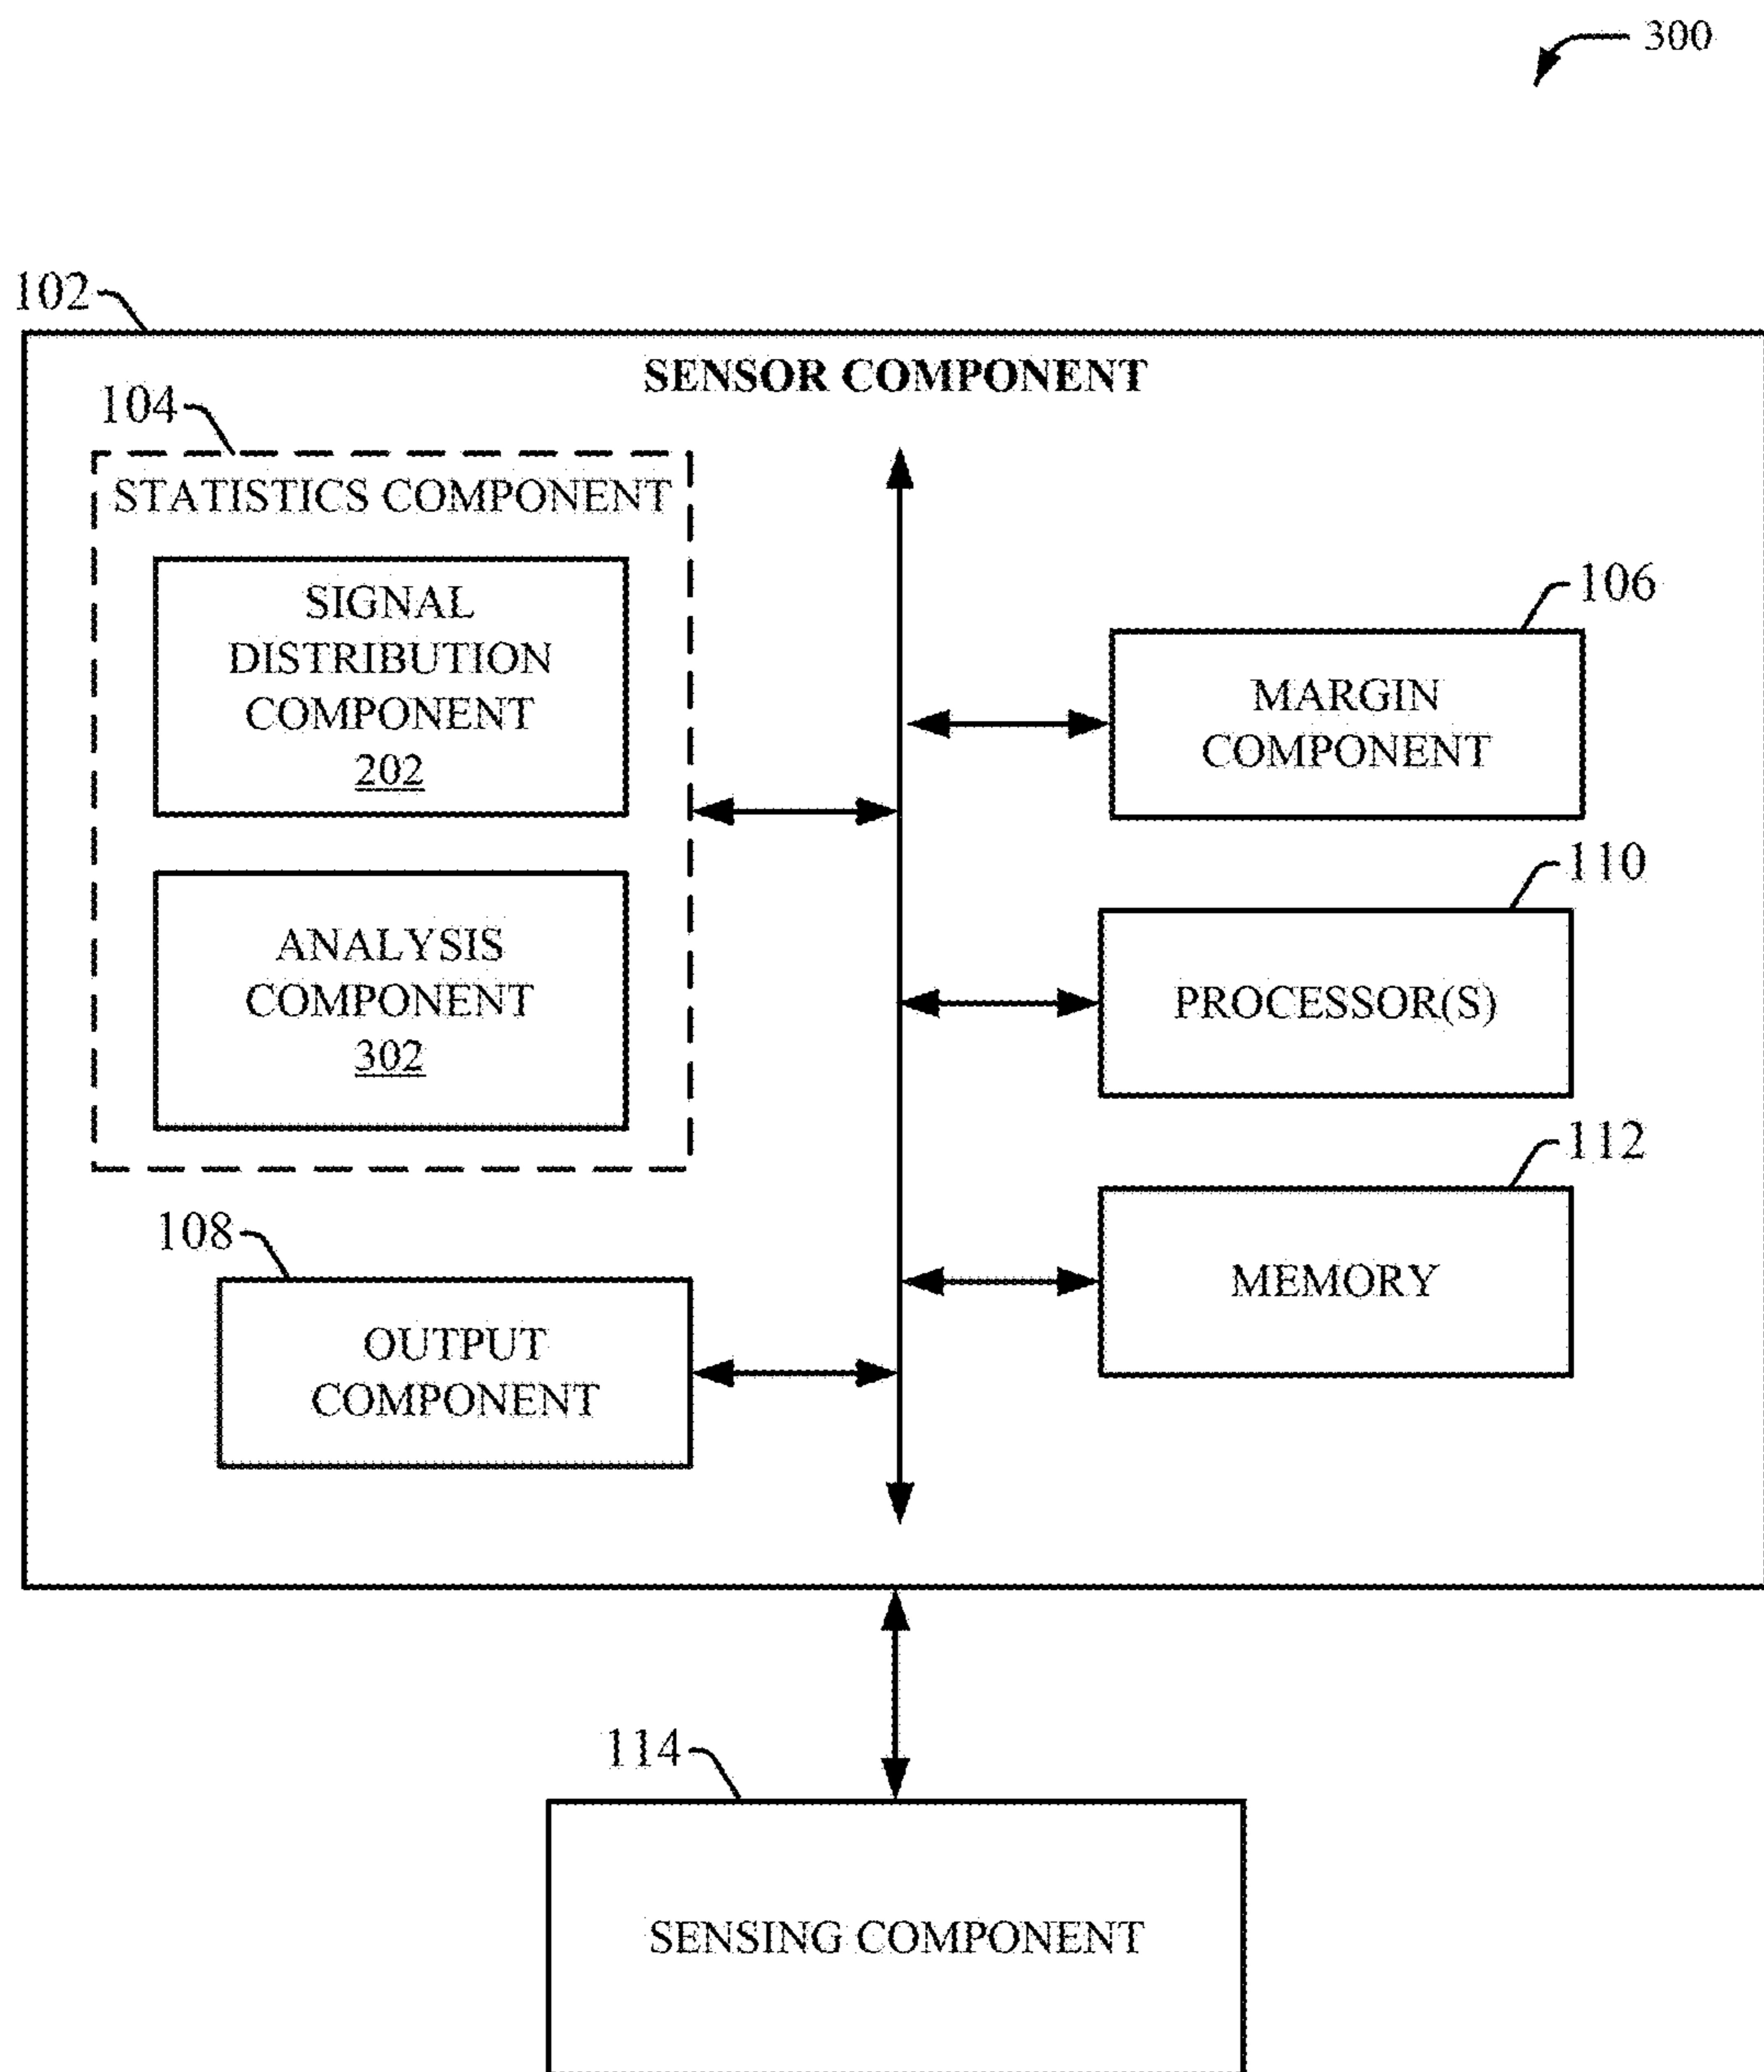 300
102
SENSOR COMPONENT
104
STATISTICS COMPONENT
SIGNAL
DISTRIBUTION
COMPONENT
202
ANALYSIS
COMPONENT
302
108
OUTPUT
COMPONENT
106
MARGIN
COMPONENT
110
PROCESSOR(S)
112
MEMORY
114
SENSING COMPONENT